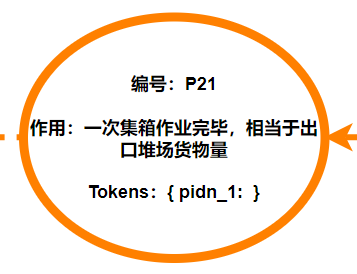 编号：P21
作用：一次集箱作业完毕，相当于出
口堆场货物量
Tokens：{ pidn_1:  }